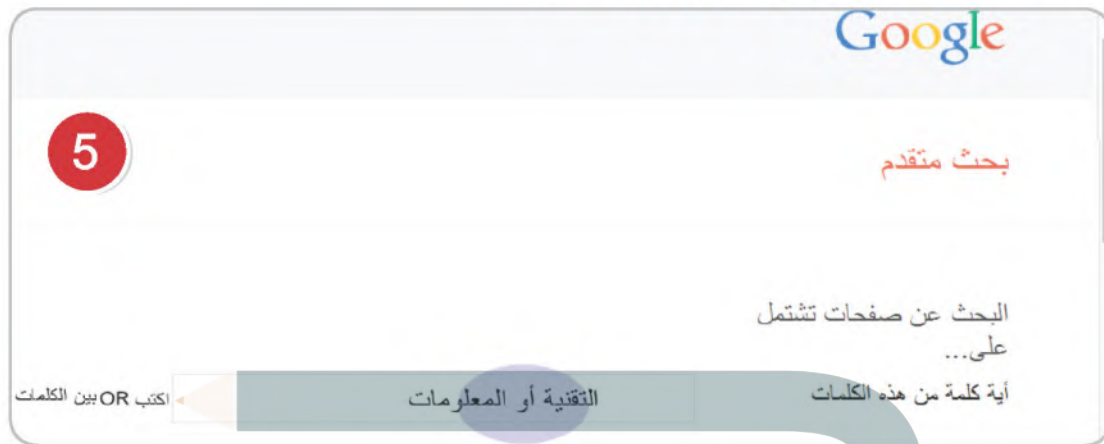 Google
5
بحث متقدم
البحث عن صفحات تشتمل
على...
أية كلمة من هذه الكلمات
التقنية أو المعلومات
اكتب OR بين الكلمات